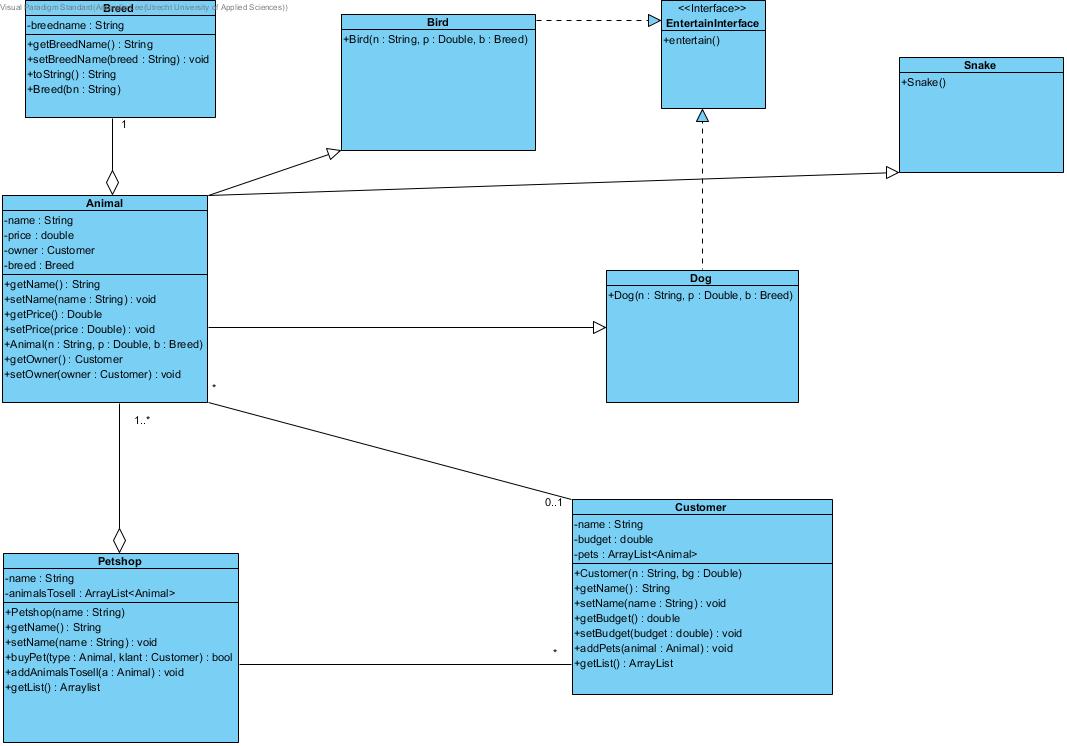 Visual Paradigm Standard(
(Utrecht University of Applied Sciences))
Breed
-breedname : String
+getBreedName() : String
+setBreedName(breed : String) : void
+toString() : String
+Breed(bn : String)
1
Bird
+Bird(n : String, p : Double, b : Breed)
<<Interface>>
EntertainInterface
+entertain()
Snake
+Snake()
Animal
-name : String
-price : double
-owner : Customer
-breed : Breed
+getName() : String
+setName(name : String) : void
+getPrice() : Double
+setPrice(price : Double) : void
+Animal(n : String, p : Double, b : Breed)
+getOwner() : Customer
+setOwner(owner : Customer) : void
*
1..*
Dog
+Dog(n : String, p : Double, b : Breed)
0..1
Customer
-name : String
-budget : double
-pets : ArrayList<Animal>
+Customer(n : String, bg : Double)
+getName() : String
+setName(name : String) : void
+getBudget() : double
+setBudget(budget : double) : void
+addPets(animal : Animal) : void
+getList() : ArrayList
*
Petshop
-name : String
-animalsTosell : ArrayList<Animal>
+Petshop(name : String)
+getName() : String
+setName(name : String) : void
+buyPet(type : Animal, klant : Customer) : bool
+addAnimalsTosell(a : Animal) : void
+getList() : Arraylist